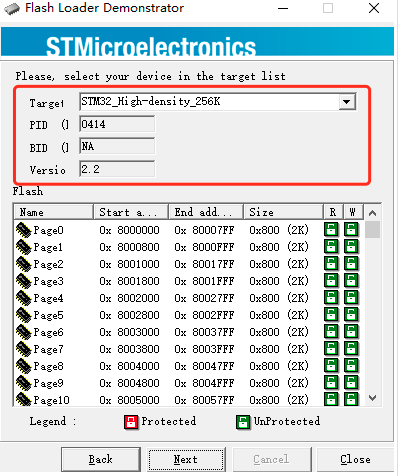 Flash Loader Demonstrator
STMicroelectronics
Please, select your device in the target list
Target STM32_High-density_256K
PID (] 0414
BID (] NA
Versio 2.2
Flash
Name Start a... End add... Size R W
Page0 0x 8000000 0x 80007FF 0x800 (2K)
Page1 0x 8000800 0x 8000FFF 0x800 (2K)
Page2 0x 8001000 0x 80017FF 0x800 (2K)
Page3 0x 8001800 0x 8001FFF 0x800 (2K)
Page4 0x 8002000 0x 80027FF 0x800 (2K)
Page5 0x 8002800 0x 8002FFF 0x800 (2K)
Page6 0x 8003000 0x 80037FF 0x800 (2K)
Page7 0x 8003800 0x 8003FFF 0x800 (2K)
Page8 0x 8004000 0x 80047FF 0x800 (2K)
Page9 0x 8004800 0x 8004FFF 0x800 (2K)
Page10 0x 8005000 0x 80057FF 0x800 (2K)
Legend : Protected UnProtected
Back Next Cancel Close